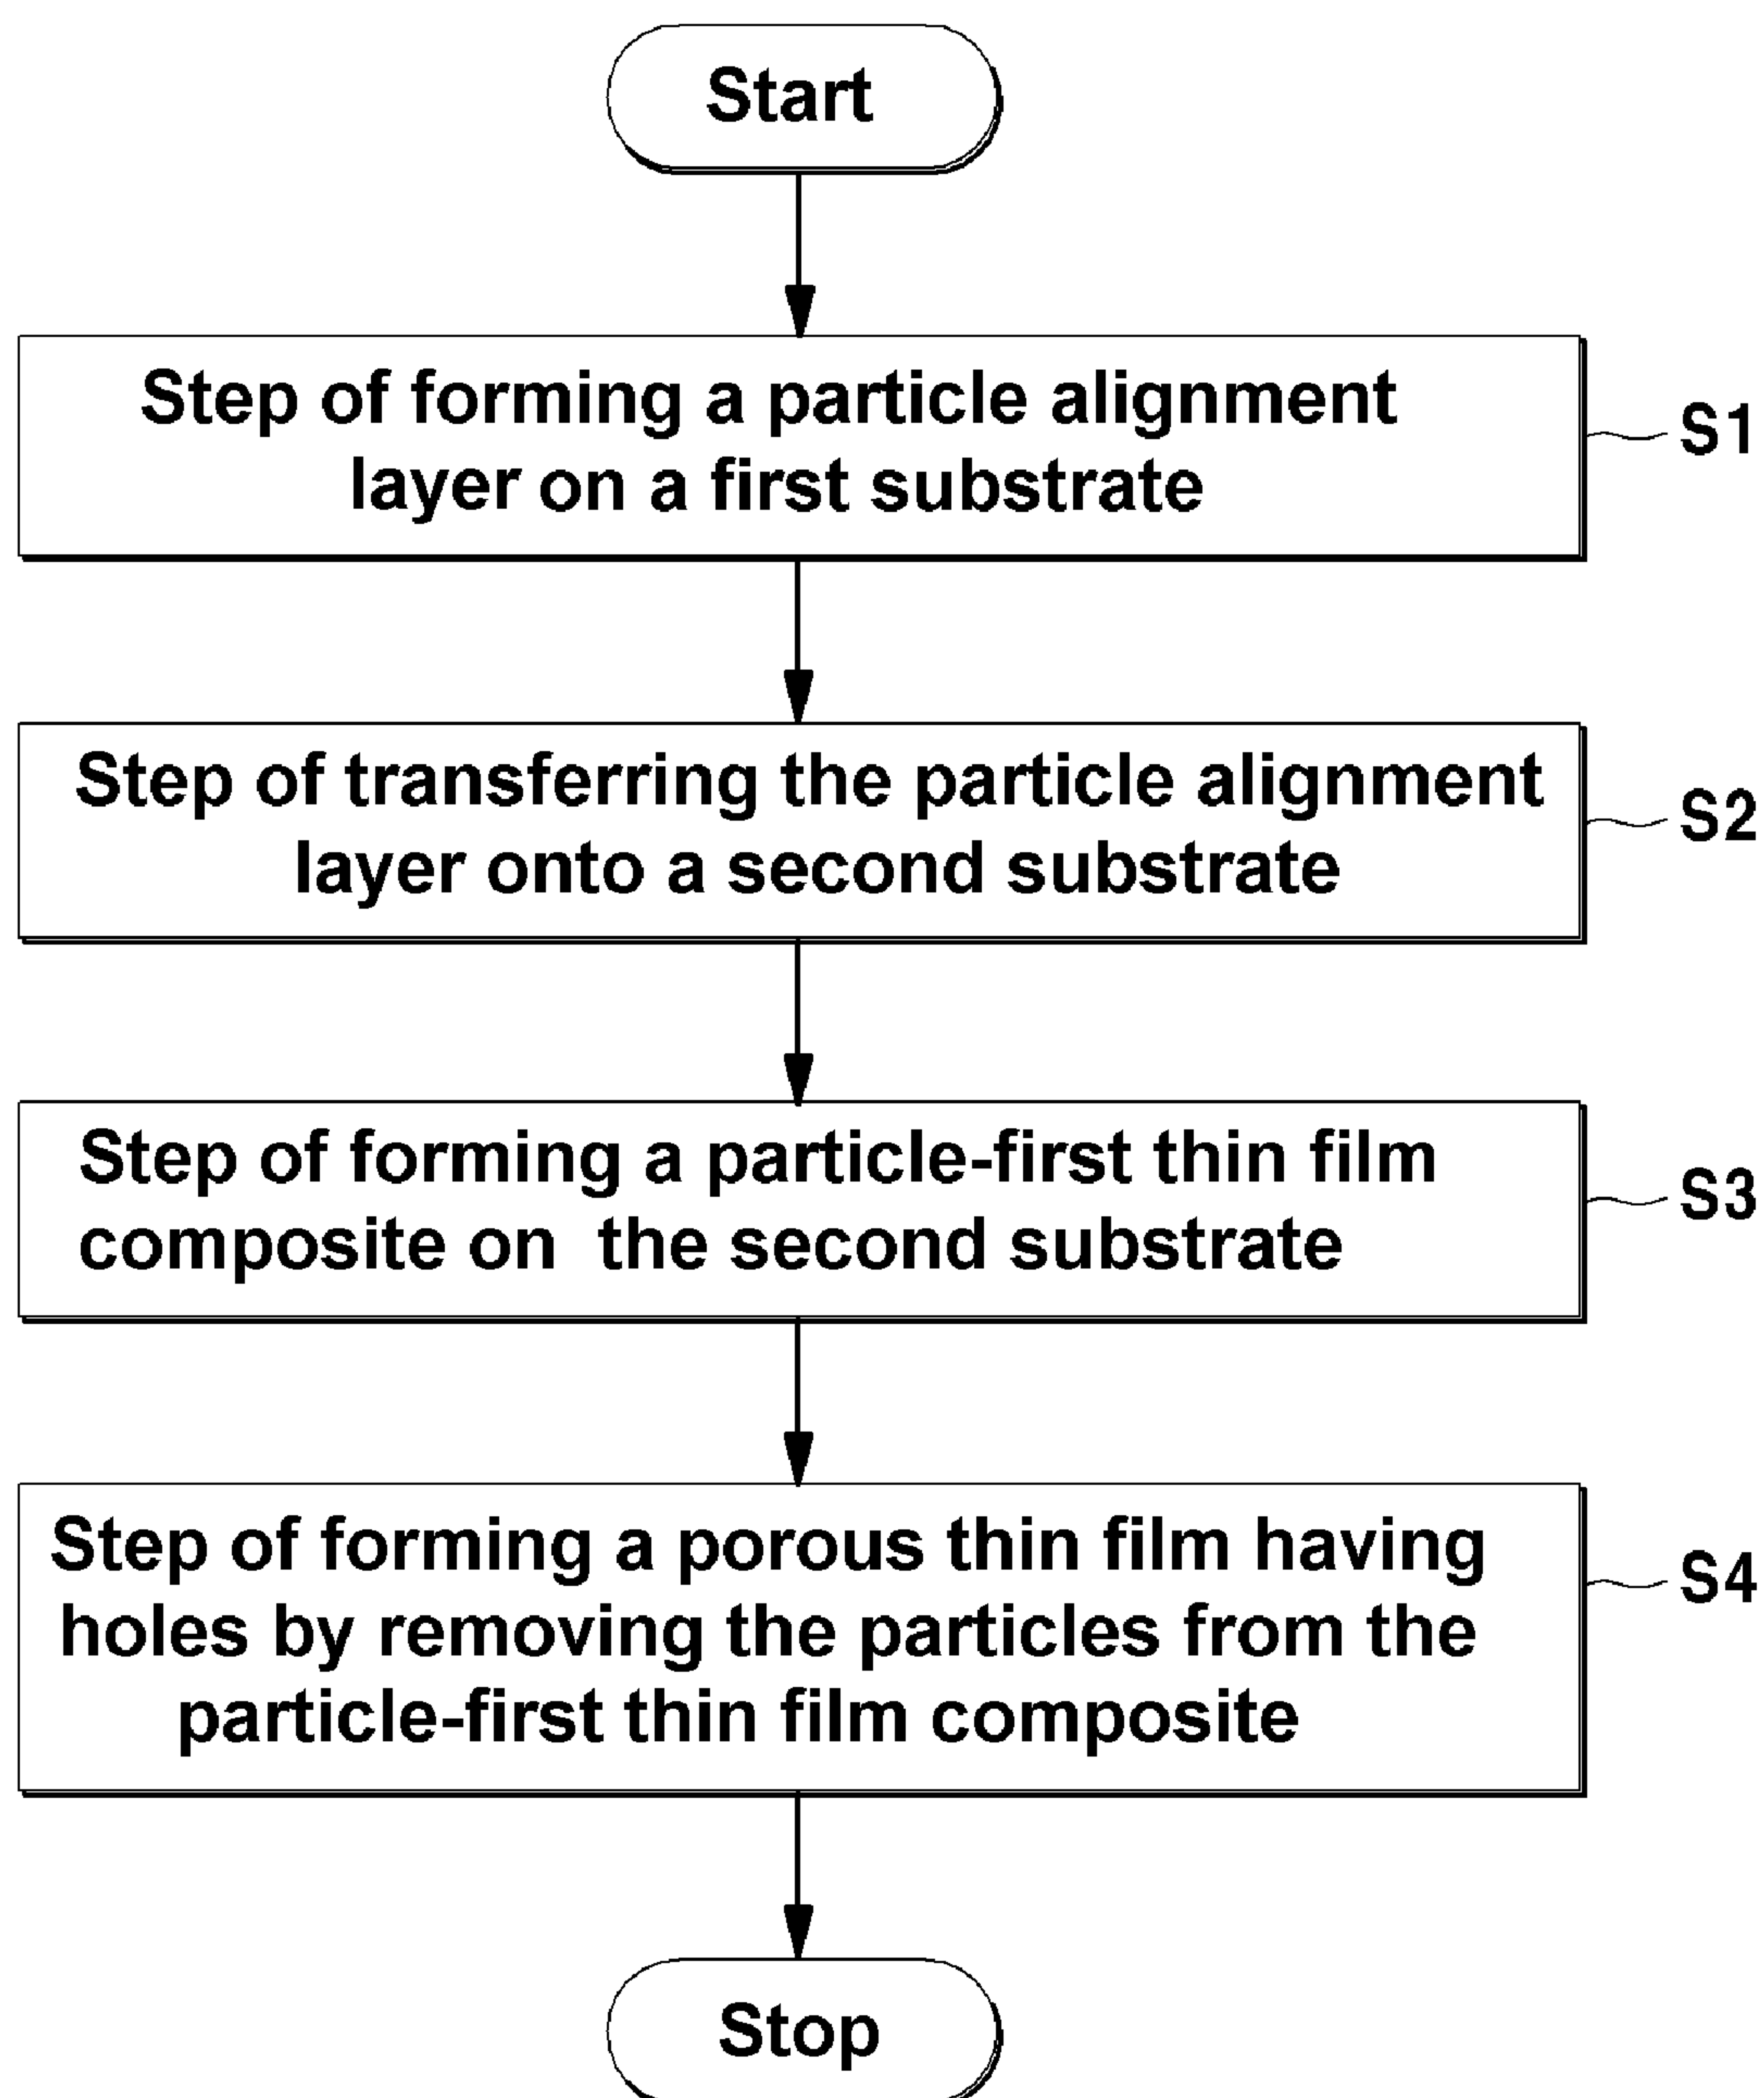 Start
Step of forming a particle alignment
layer on a first substrate
S1
Step of transferring the particle alignment
layer onto a second substrate
S2
Step of forming a particle-first thin film
composite on the second substrate
S3
Step of forming a porous thin film having
holes by removing the particles from the
particle-first thin film composite
S4
Stop